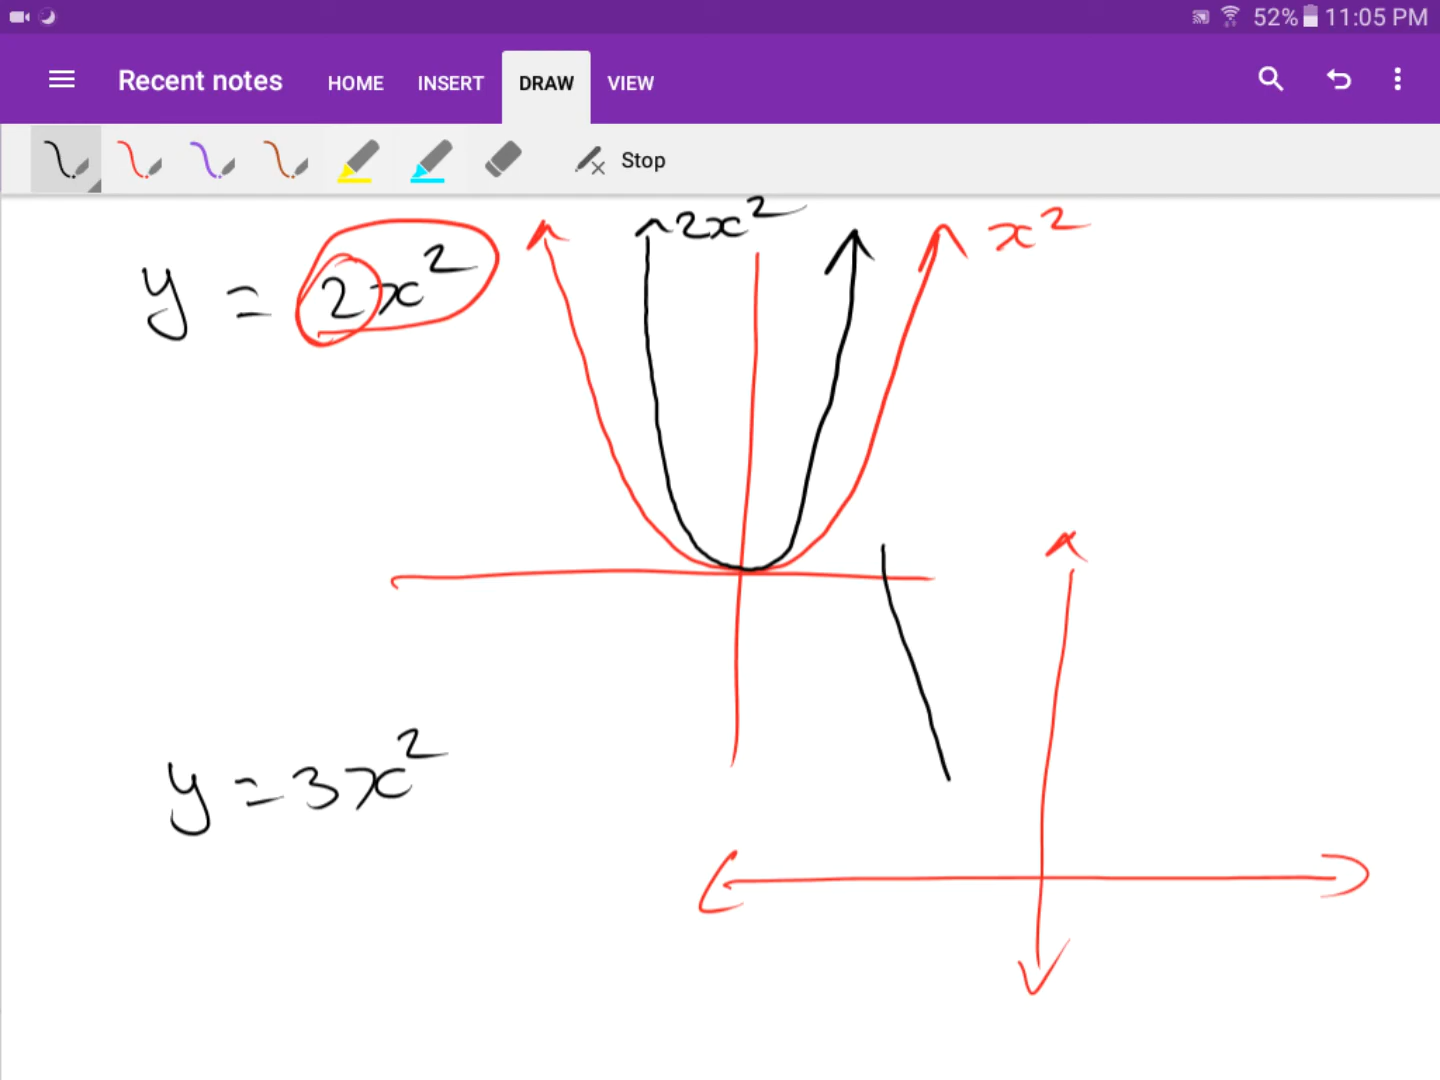 52% 11:05 PM
Recent notes HOME INSERT DRAW VIEW
Stop
y = 2x² 2x² x²
y = 3x²